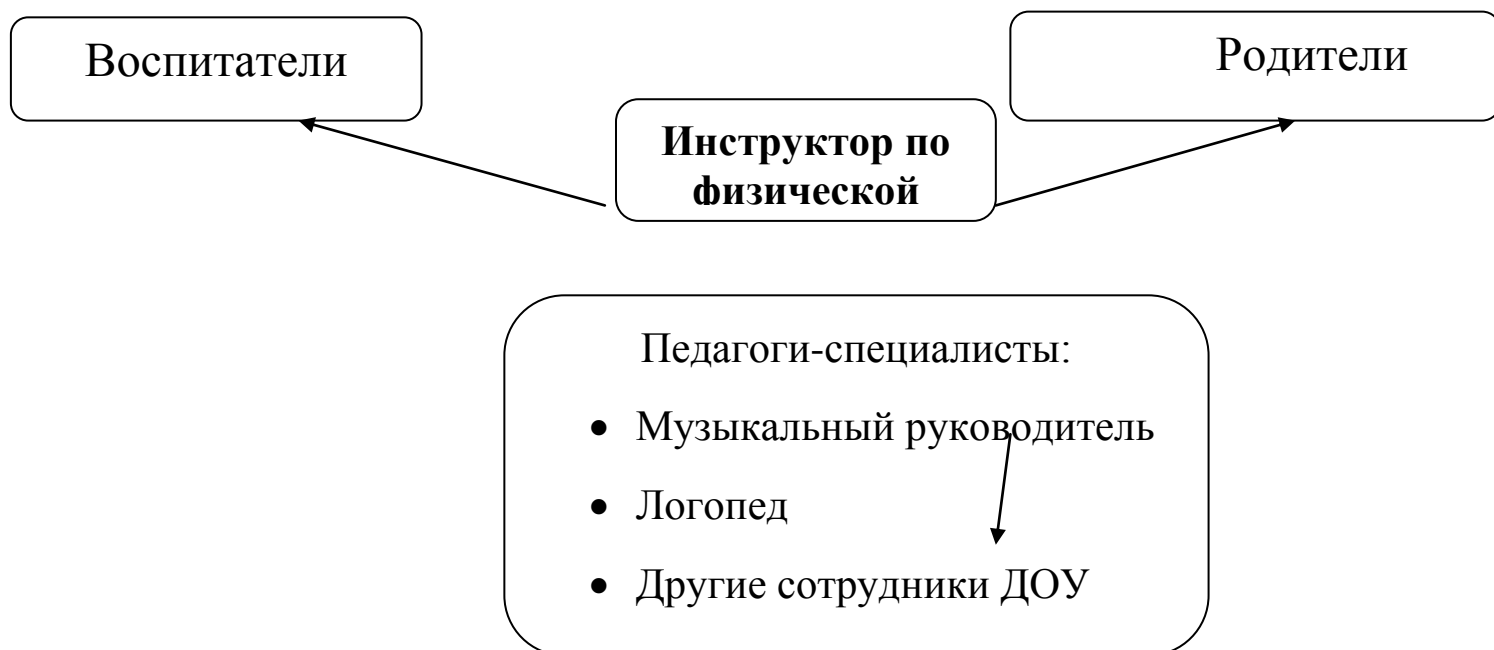 Воспитатели
Родители
Инструктор по
физической
Педагоги-специалисты:
• Музыкальный руководитель
• Логопед
• Другие сотрудники ДОУ